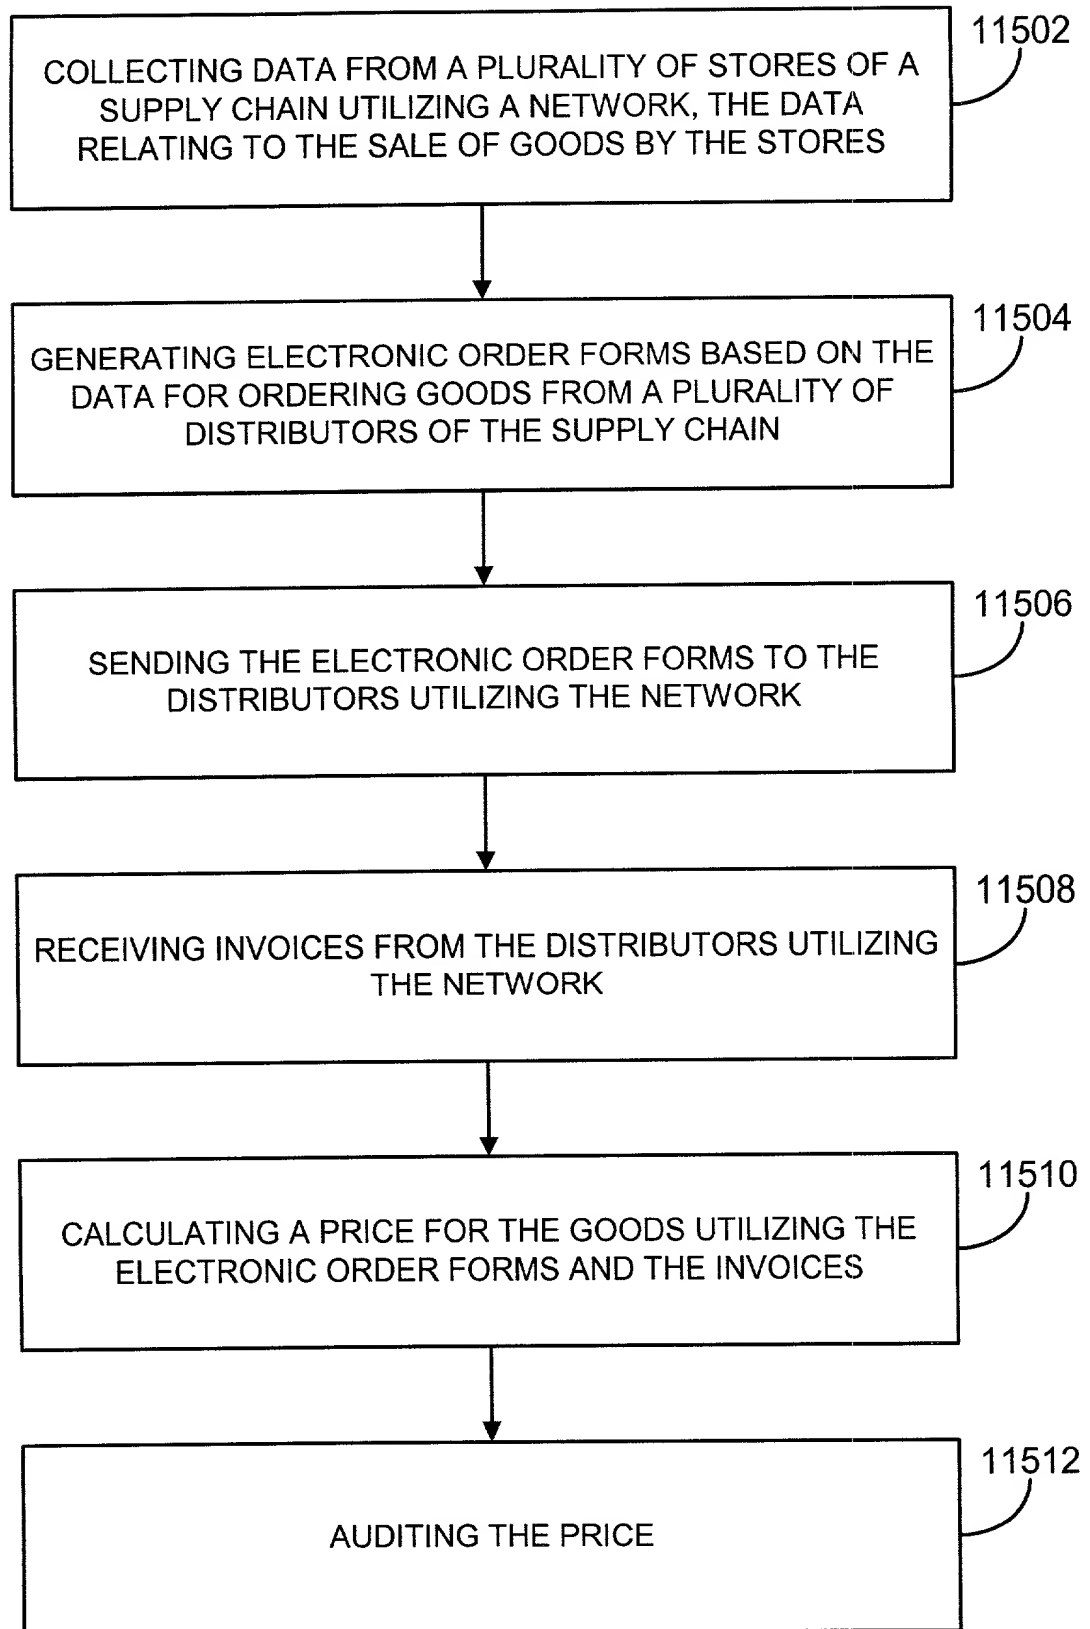 11502
COLLECTING DATA FROM A PLURALITY OF STORES OF A
SUPPLY CHAIN UTILIZING A NETWORK, THE DATA
RELATING TO THE SALE OF GOODS BY THE STORES
11504
GENERATING ELECTRONIC ORDER FORMS BASED ON THE
DATA FOR ORDERING GOODS FROM A PLURALITY OF
DISTRIBUTORS OF THE SUPPLY CHAIN
11506
SENDING THE ELECTRONIC ORDER FORMS TO THE
DISTRIBUTORS UTILIZING THE NETWORK
11508
RECEIVING INVOICES FROM THE DISTRIBUTORS UTILIZING
THE NETWORK
11510
CALCULATING A PRICE FOR THE GOODS UTILIZING THE
ELECTRONIC ORDER FORMS AND THE INVOICES
11512
AUDITING THE PRICE